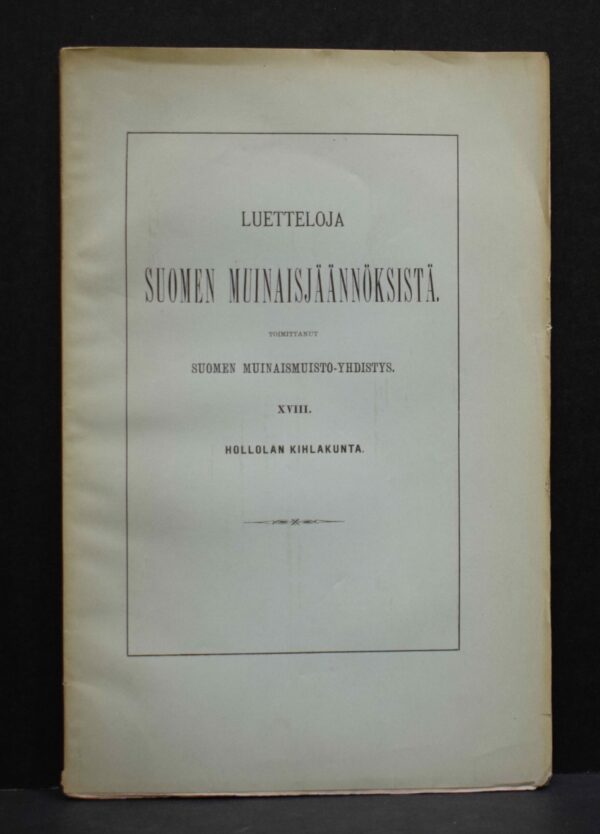 LUETTELOJA
SUOMEN MUINAISJÄÄNNÖKSISTÄ.
TOIMITTANUT
SUOMEN MUINAISMUISTO-YHDISTYS.
XVIII.
HOLLOLAN KIHLAKUNTA.